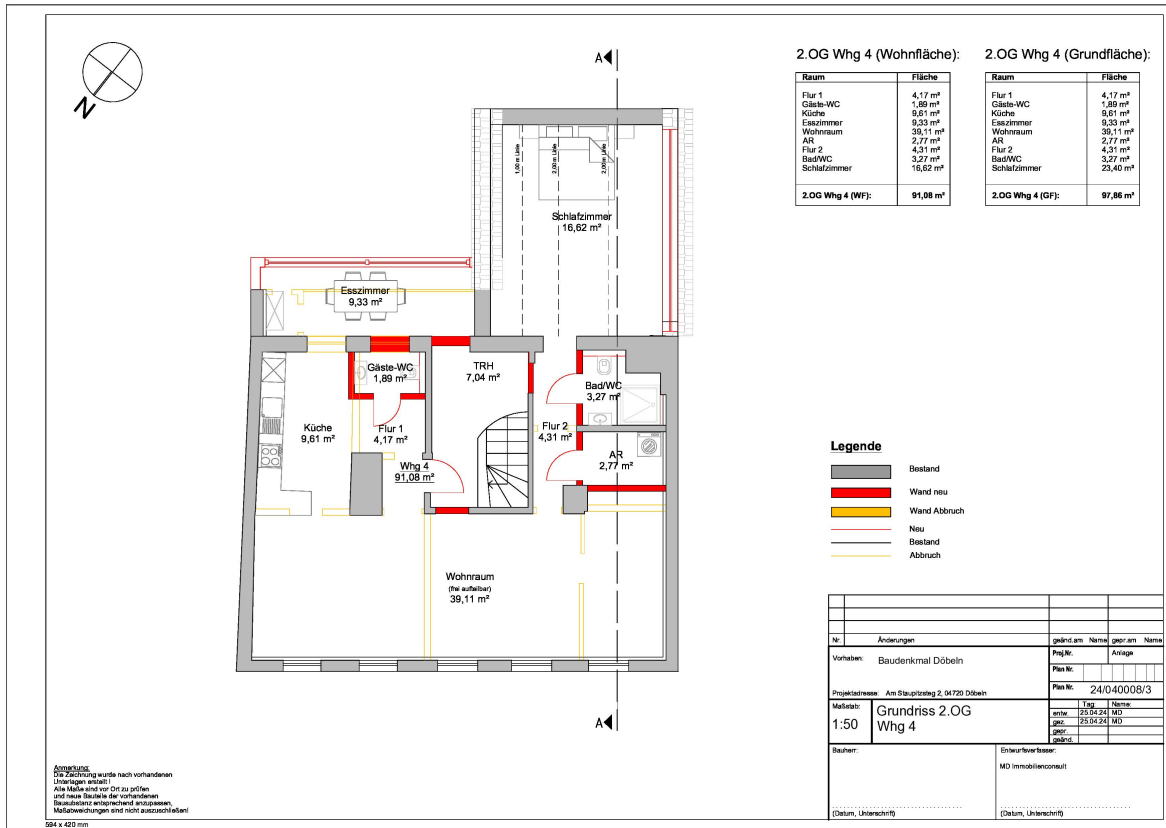 N
A
2.OG Whg 4 (Wohnfläche):
Raum Fläche
Flur 1 4,17 m²
Gäste-WC 1,89 m²
Küche 9,61 m²
Esszimmer 9,33 m²
Wohnraum 39,11 m²
AR 2,77 m²
Flur 2 4,31 m²
Bad/WC 3,27 m²
Schlafzimmer 16,62 m²
2.OG Whg 4 (WF): 91,08 m²
2.OG Whg 4 (Grundfläche):
Raum Fläche
Flur 1 4,17 m²
Gäste-WC 1,89 m²
Küche 9,61 m²
Esszimmer 9,33 m²
Wohnraum 39,11 m²
AR 2,77 m²
Flur 2 4,31 m²
Bad/WC 3,27 m²
Schlafzimmer 23,40 m²
2.OG Whg 4 (GF): 97,86 m²
1,00 m Linie
2,00 m Linie
2,00 m Linie
Schlafzimmer
16,62 m²
Esszimmer
9,33 m²
Gäste-WC
1,89 m²
TRH
7,04 m²
Bad/WC
3,27 m²
Küche
9,61 m²
Flur 1
4,17 m²
Flur 2
4,31 m²
Whg 4
91,08 m²
AR
2,77 m²
Wohnraum
(frei aufteilbar)
39,11 m²
A
Legende
Bestand
Wand neu
Wand Abbruch
Neu
Bestand
Abbruch
Nr. Änderungen geänd.am Name gepr.am Name
Vorhaben: Baudenkmal Döbeln
Proj.Nr. Anlage
Plan Nr.
Projektadresse: Am Staupitzsteg 2, 04720 Döbeln
Plan Nr. 24/040008/3
Maßstab:
1:50
Grundriss 2.OG
Whg 4
Tag: Name:
entw. 25.04.24 MD
gez. 25.04.24 MD
gepr.
geänd.
Bauherr:
Entwurfsverfasser:
MD Immobilienconsult
(Datum, Unterschrift)
(Datum, Unterschrift)
Anmerkung:
Die Zeichnung wurde nach vorhandenen
Unterlagen erstellt !
Alle Maße sind vor Ort zu prüfen
und neue Bauteile der vorhandenen
Bausubstanz entsprechend anzupassen,
Maßabweichungen sind nicht auszuschließen!
594 x 420 mm